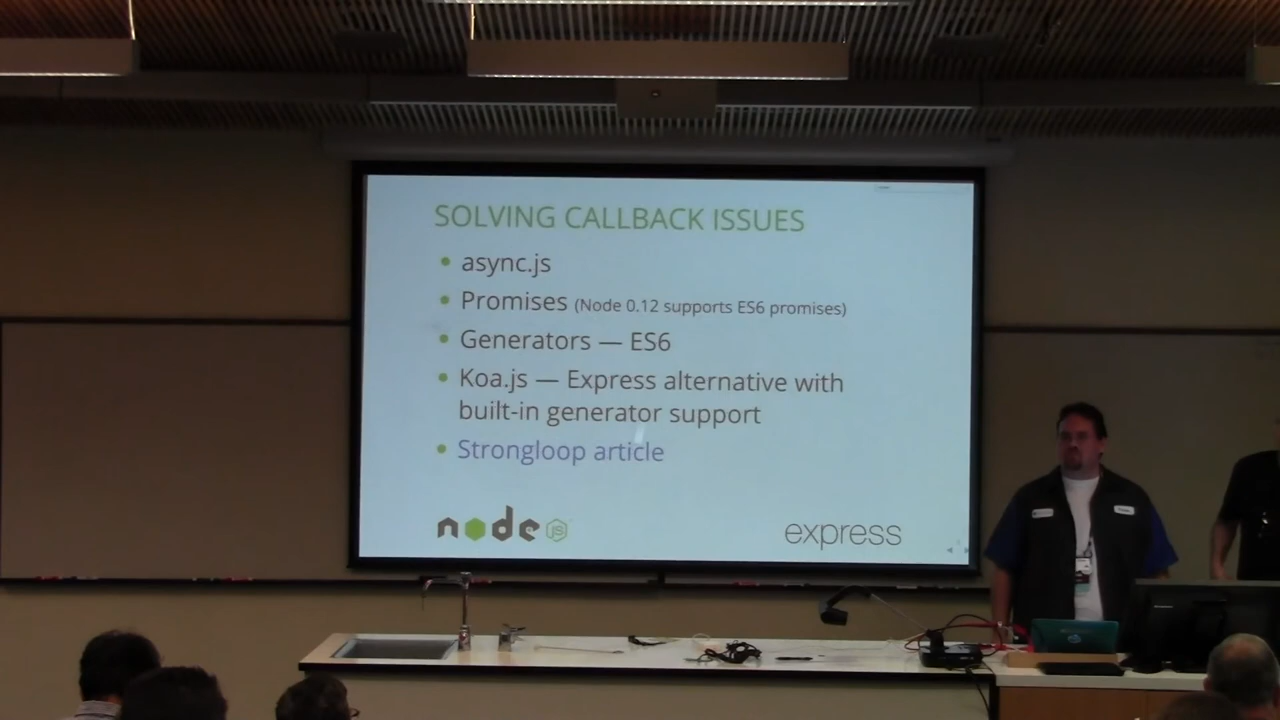 SOLVING CALLBACK ISSUES
async.js
Promises (Node 0.12 supports ES6 promises)
Generators — ES6
Koa.js — Express alternative with
built-in generator support
Strongloop article
node JS
express